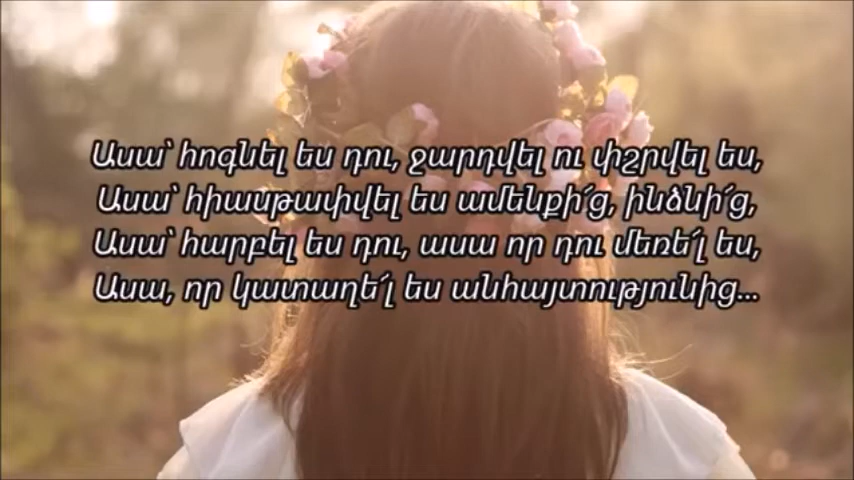 Ասա՝ հոգնել ես դու, ջարդվել ու փշրվել ես,
Ասա՝ հիասթափվել ես ամենքի՜ց, ինձնի՜ց,
Ասա՝ հարբել ես դու, ասա որ դու մեռե՜լ ես,
Ասա, որ կատաղե՜լ ես անհայտությունից...